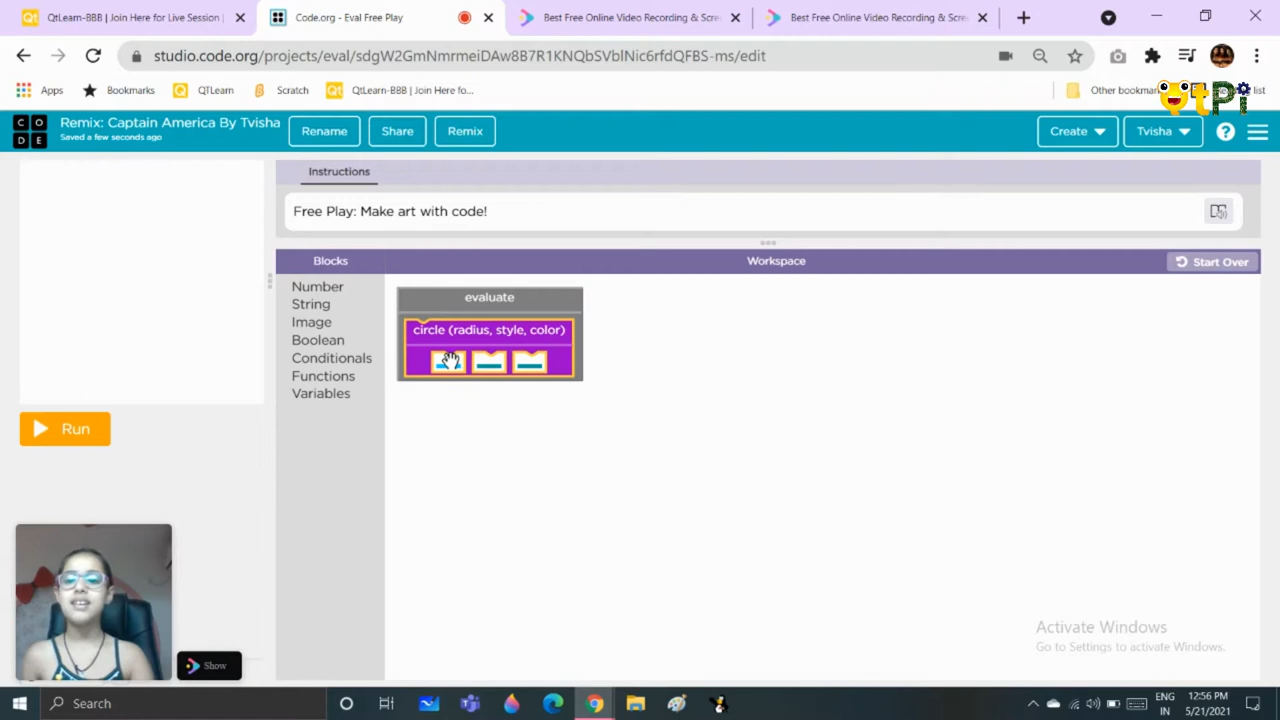 QtLearn-BBB | Join Here for Live Session |
Code.org - Eval Free Play
Best Free Online Video Recording & Scre
Best Free Online Video Recording & Scre
studio.code.org/projects/eval/sdgW2GmNmrmeiDAw8B7R1KNQbSVblNic6rfdQFBS-ms/edit
Apps
Bookmarks
QTLearn
Scratch
QtLearn-BBB | Join Here fo...
Other bookmar
list
QtPi
CODE
Remix: Captain America By Tvisha
Saved a few seconds ago
Rename
Share
Remix
Create
Tvisha
?
Instructions
Free Play: Make art with code!
Blocks
Workspace
Start Over
Number
String
Image
Boolean
Conditionals
Functions
Variables
evaluate
circle (radius, style, color)
Run
Show
Activate Windows
Go to Settings to activate Windows.
Search
ENG
IN
12:56 PM
5/21/2021